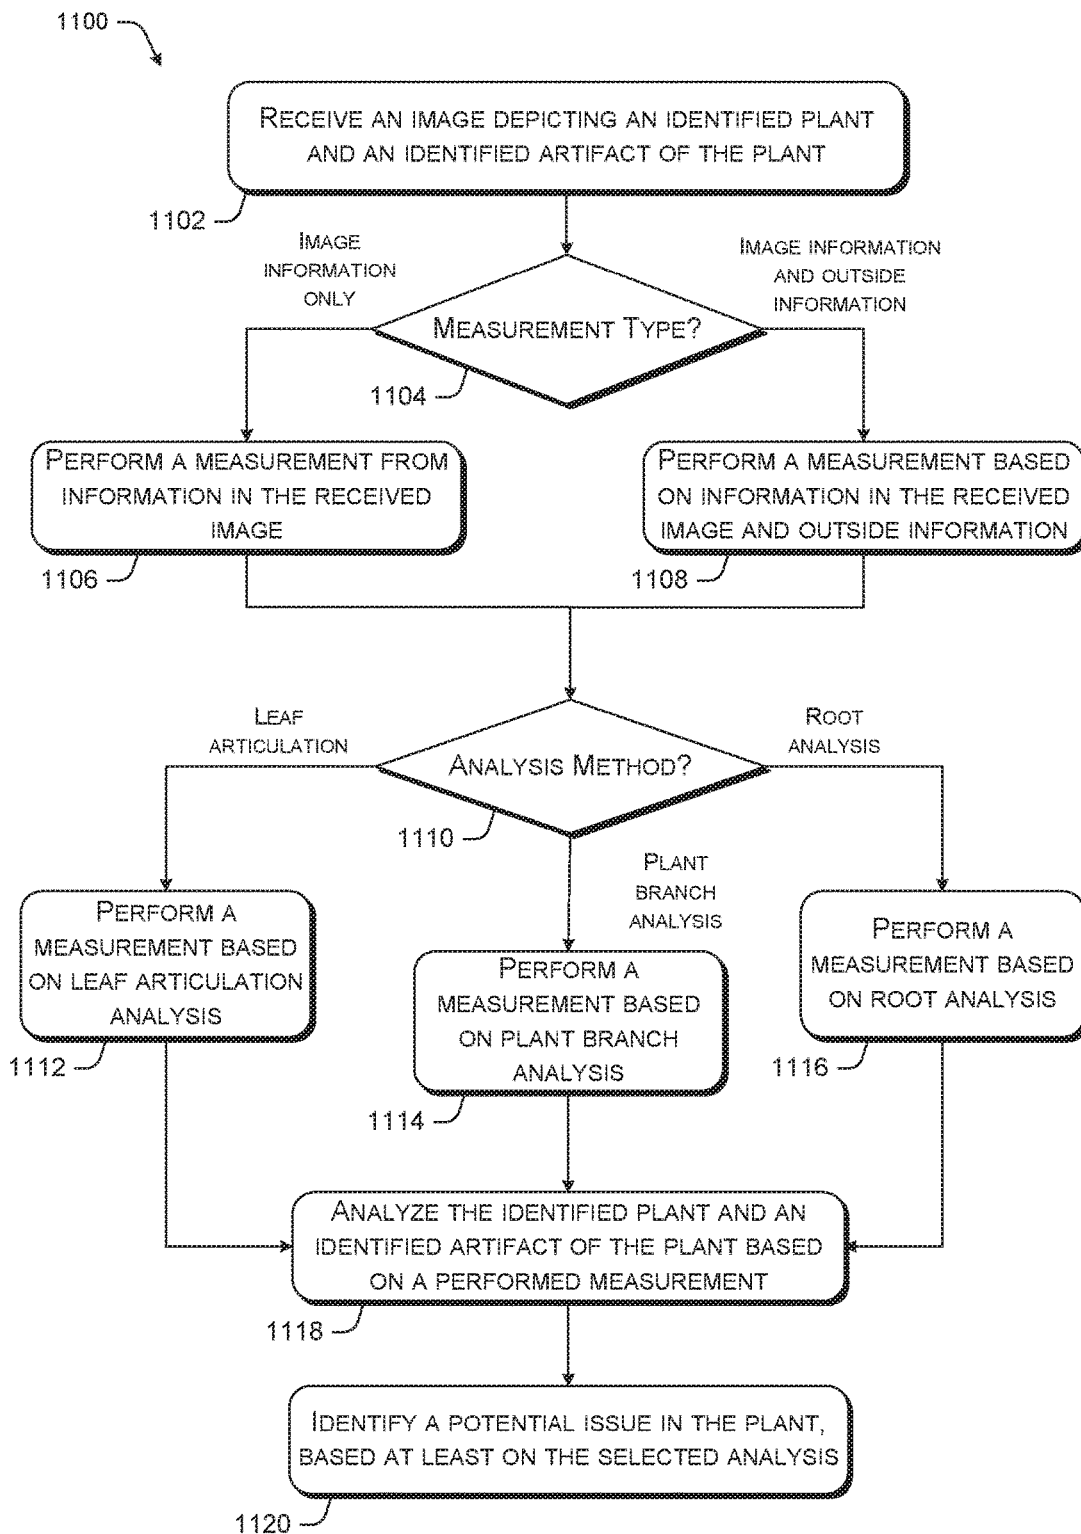 1100
RECEIVE AN IMAGE DEPICTING AN IDENTIFIED PLANT
AND AN IDENTIFIED ARTIFACT OF THE PLANT
1102
IMAGE
INFORMATION
ONLY
IMAGE INFORMATION
AND OUTSIDE
INFORMATION
MEASUREMENT TYPE?
1104
PERFORM A MEASUREMENT FROM
INFORMATION IN THE RECEIVED
IMAGE
1106
PERFORM A MEASUREMENT BASED
ON INFORMATION IN THE RECEIVED
IMAGE AND OUTSIDE INFORMATION
1108
LEAF
ARTICULATION
ROOT
ANALYSIS
ANALYSIS METHOD?
1110
PLANT
BRANCH
ANALYSIS
PERFORM A
MEASUREMENT BASED
ON LEAF ARTICULATION
ANALYSIS
1112
PERFORM A
MEASUREMENT BASED
ON PLANT BRANCH
ANALYSIS
1114
PERFORM A
MEASUREMENT BASED
ON ROOT ANALYSIS
1116
ANALYZE THE IDENTIFIED PLANT AND AN
IDENTIFIED ARTIFACT OF THE PLANT BASED
ON A PERFORMED MEASUREMENT
1118
IDENTIFY A POTENTIAL ISSUE IN THE PLANT,
BASED AT LEAST ON THE SELECTED ANALYSIS
1120